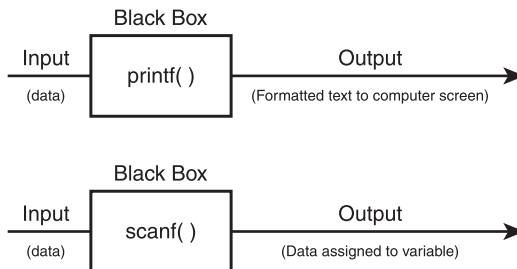 Black Box
Input
printf( )
Output
(data)
(Formatted text to computer screen)
Black Box
Input
scanf( )
Output
(data)
(Data assigned to variable)